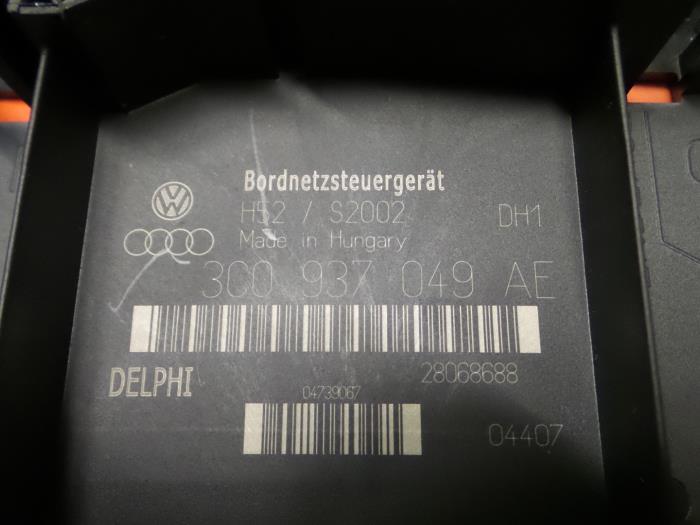 Bordnetzsteuergerät
H52 / S2002 DH1
Made in Hungary
3C0 937 049 AE
DELPHI 28068688
04739067
04407